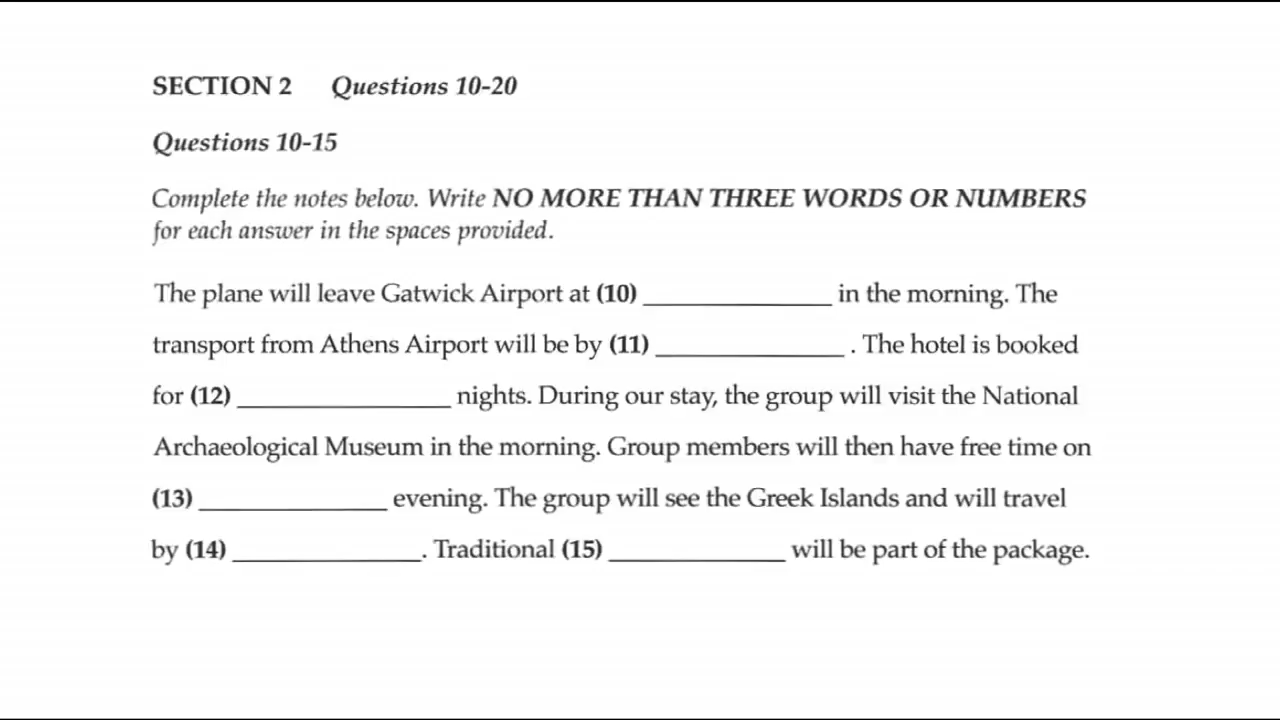 SECTION 2 Questions 10-20
Questions 10-15
Complete the notes below. Write NO MORE THAN THREE WORDS OR NUMBERS
for each answer in the spaces provided.
The plane will leave Gatwick Airport at (10) ______________ in the morning. The
transport from Athens Airport will be by (11) ______________ . The hotel is booked
for (12) ________________ nights. During our stay, the group will visit the National
Archaeological Museum in the morning. Group members will then have free time on
(13) ______________ evening. The group will see the Greek Islands and will travel
by (14) ______________. Traditional (15) _____________ will be part of the package.